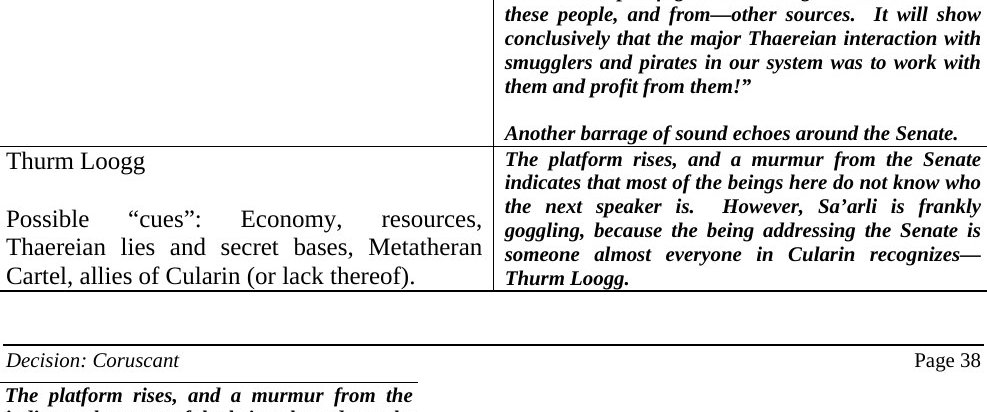 these people, and from—other sources. It will show
conclusively that the major Thaereian interaction with
smugglers and pirates in our system was to work with
them and profit from them!”
Another barrage of sound echoes around the Senate.
Thurm Loogg
Possible “cues”: Economy, resources,
Thaereian lies and secret bases, Metatheran
Cartel, allies of Cularin (or lack thereof).
The platform rises, and a murmur from the Senate
indicates that most of the beings here do not know who
the next speaker is. However, Sa’arli is frankly
goggling, because the being addressing the Senate is
someone almost everyone in Cularin recognizes—
Thurm Loogg.
Decision: Coruscant
Page 38
The platform rises, and a murmur from the